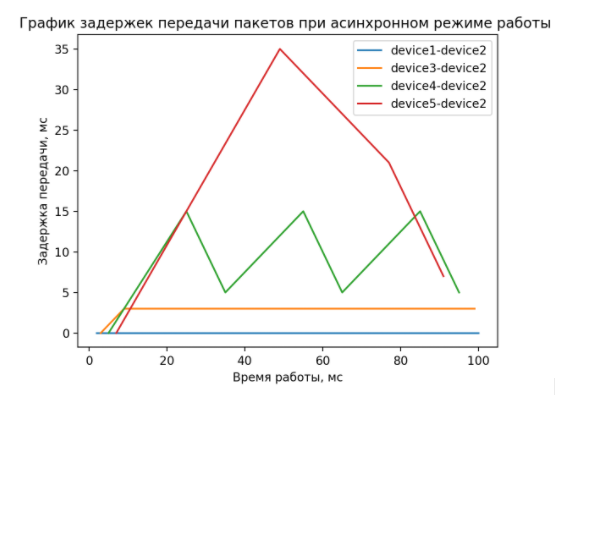 График задержек передачи пакетов при асинхронном режиме работы
device1-device2
device3-device2
device4-device2
device5-device2
Задержка передачи, мс
35
30
25
20
15
10
5
0
0 20 40 60 80 100
Время работы, мс